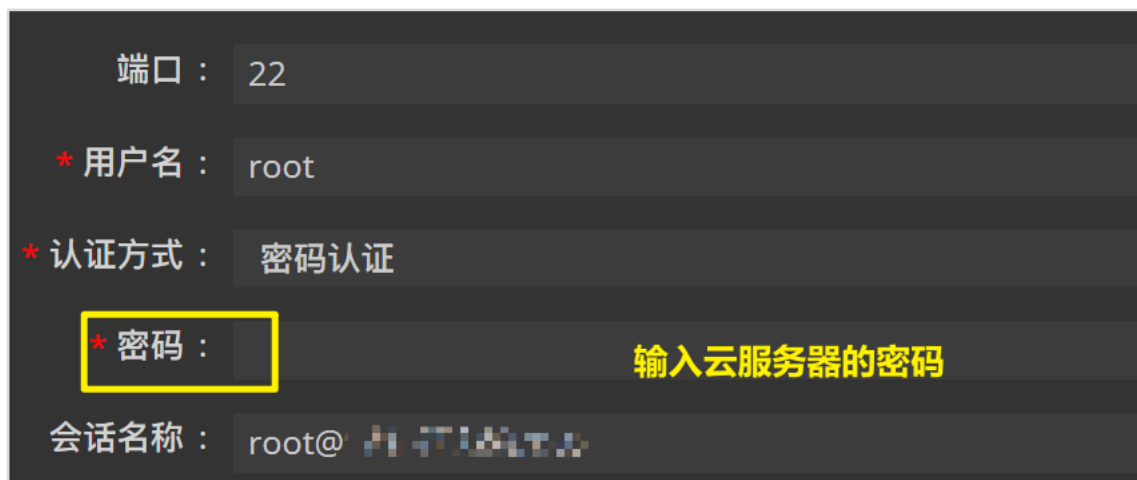 端口： 22
* 用户名： root
* 认证方式： 密码认证
* 密码： 输入云服务器的密码
会话名称： root@